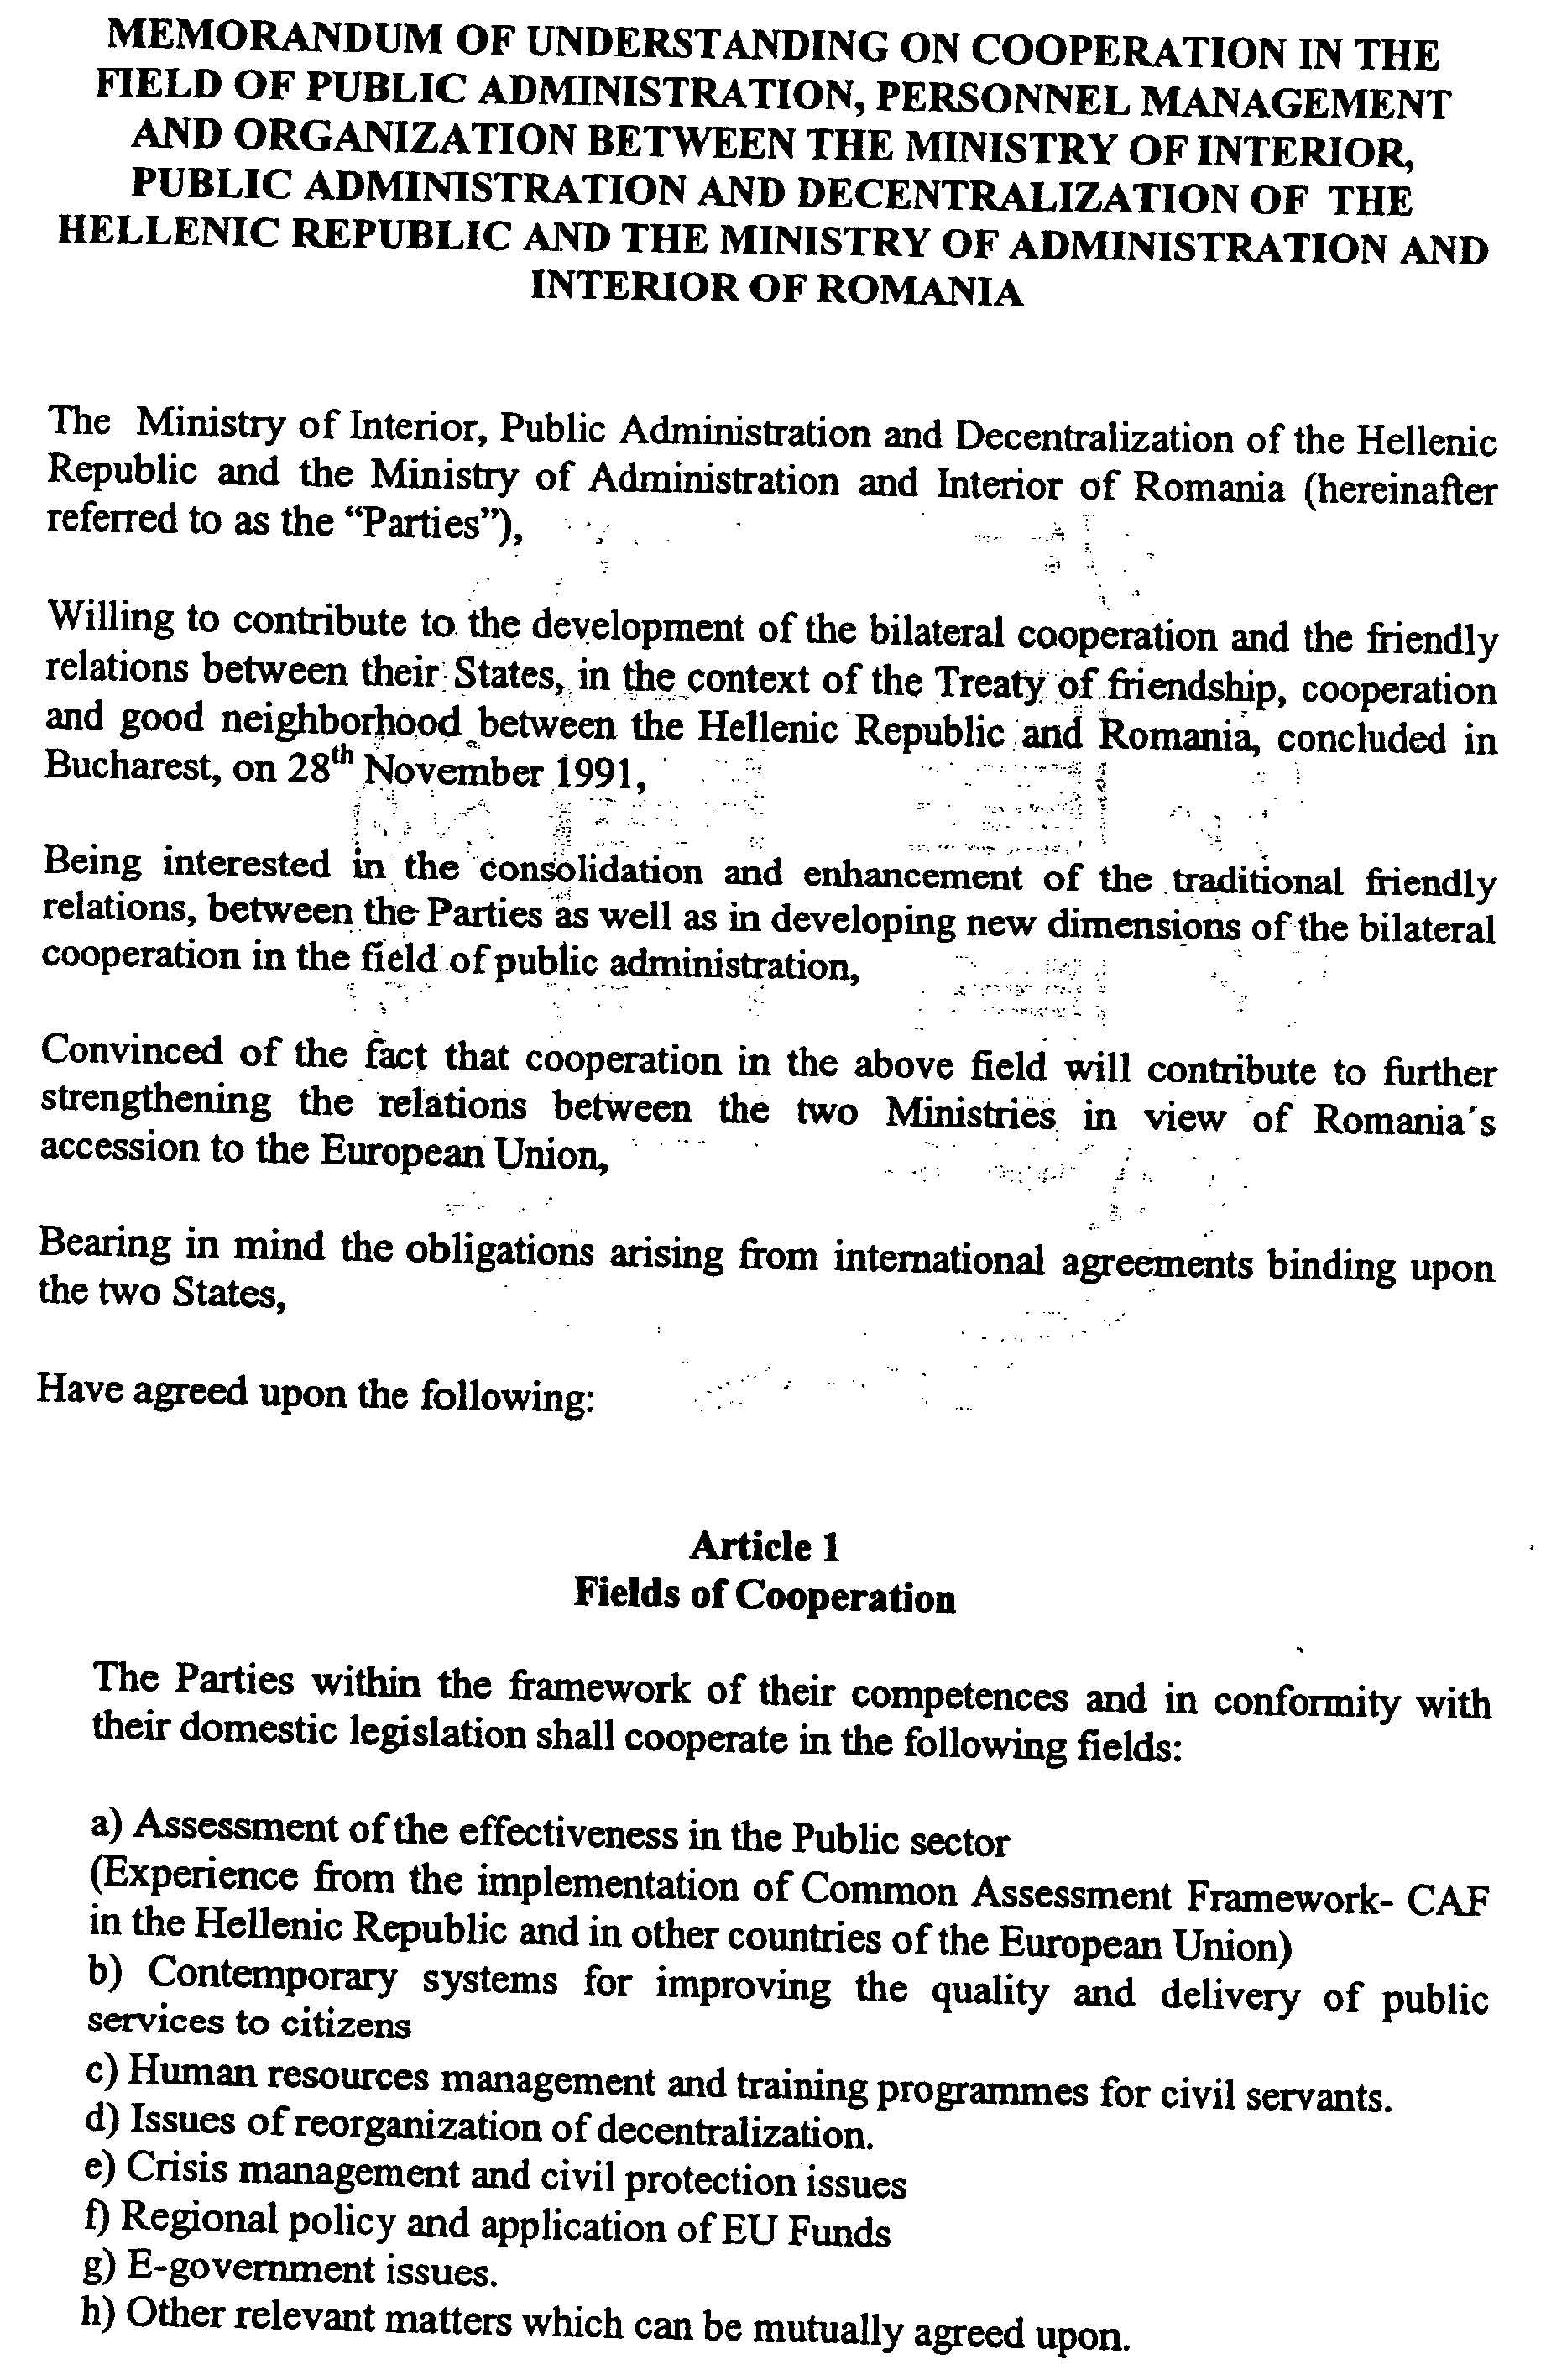 MEMORANDUM OF UNDERSTANDING ON COOPERATION IN THE
FIELD OF PUBLIC ADMINISTRATION, PERSONNEL MANAGEMENT
AND ORGANIZATION BETWEEN THE MINISTRY OF INTERIOR,
PUBLIC ADMINISTRATION AND DECENTRALIZATION OF THE
HELLENIC REPUBLIC AND THE MINISTRY OF ADMINISTRATION AND
INTERIOR OF ROMANIA
The Ministry of Interior, Public Administration and Decentralization of the Hellenic
Republic and the Ministry of Administration and Interior of Romania (hereinafter
referred to as the “Parties”),
Willing to contribute to the development of the bilateral cooperation and the friendly
relations between their States, in the context of the Treaty of friendship, cooperation
and good neighborhood between the Hellenic Republic and Romania, concluded in
Bucharest, on 28th November 1991,
Being interested in the consolidation and enhancement of the traditional friendly
relations, between the Parties as well as in developing new dimensions of the bilateral
cooperation in the field of public administration,
Convinced of the fact that cooperation in the above field will contribute to further
strengthening the relations between the two Ministries in view of Romania´s
accession to the European Union,
Bearing in mind the obligations arising from international agreements binding upon
the two States,
Have agreed upon the following:
Article 1
Fields of Cooperation
The Parties within the framework of their competences and in conformity with
their domestic legislation shall cooperate in the following fields:
a) Assessment of the effectiveness in the Public sector
(Experience from the implementation of Common Assessment Framework- CAF
in the Hellenic Republic and in other countries of the European Union)
b) Contemporary systems for improving the quality and delivery of public
services to citizens
c) Human resources management and training programmes for civil servants.
d) Issues of reorganization of decentralization.
e) Crisis management and civil protection issues
f) Regional policy and application of EU Funds
g) E-government issues.
h) Other relevant matters which can be mutually agreed upon.